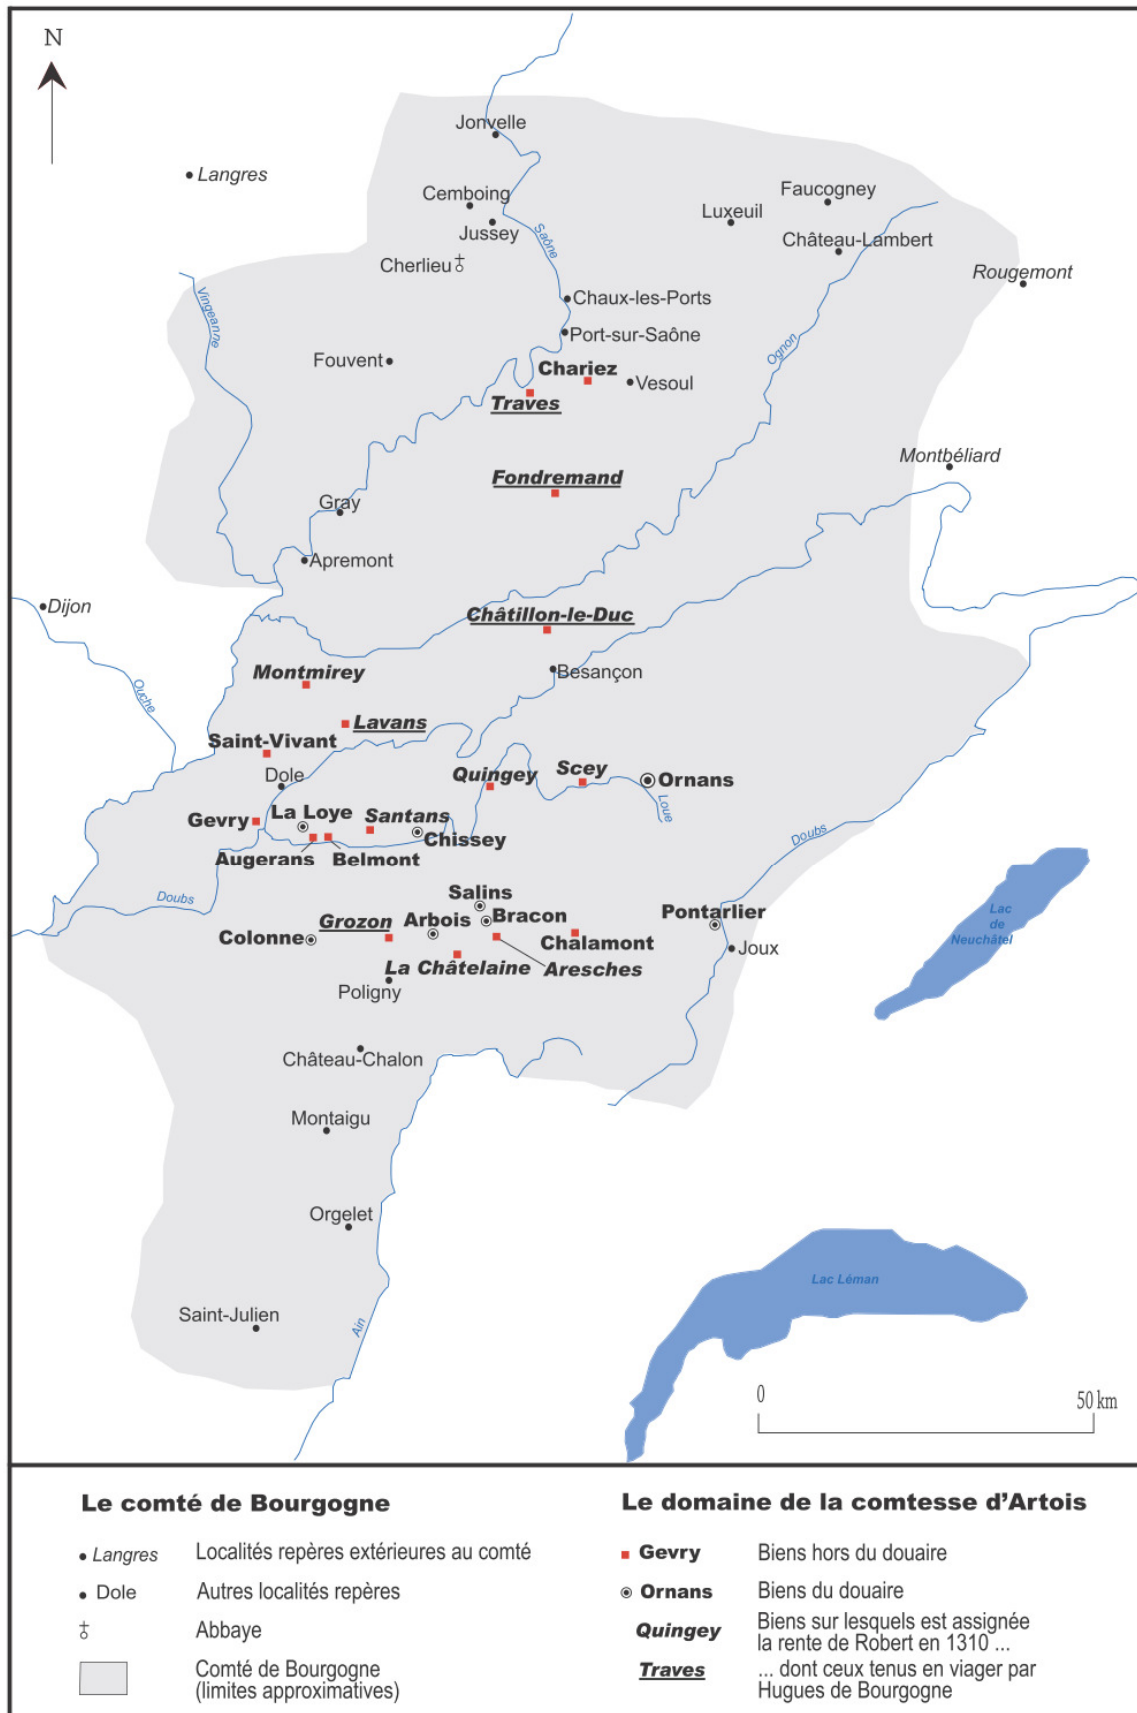 N
Jonvelle
Langres
Cemboing
Faucogney
Luxeuil
Jussey
Saône
Château-Lambert
Cherlieu
Rougemont
Chaux-les-Ports
Vingeanne
Port-sur-Saône
Ognon
Fouvent
Chariez
Vesoul
Traves
Montbéliard
Fondremand
Gray
Apremont
Dijon
Châtillon-le-Duc
Montmirey
Besançon
Ouche
Lavans
Saint-Vivant
Dole
Quingey
Scey
Ornans
Loue
Gevry
La Loye
Santans
Chissey
Doubs
Augerans
Belmont
Doubs
Salins
Grozon
Arbois
Bracon
Pontarlier
Lac
de
Neuchâtel
Colonne
Chalamont
Joux
La Châtelaine
Aresches
Poligny
Château-Chalon
Montaigu
Orgelet
Lac Léman
Saint-Julien
Ain
0
50 km
Le comté de Bourgogne
Langres Localités repères extérieures au comté
Dole Autres localités repères
Abbaye
Comté de Bourgogne
(limites approximatives)
Le domaine de la comtesse d'Artois
Gevry Biens hors du douaire
Ornans Biens du douaire
Quingey Biens sur lesquels est assignée
la rente de Robert en 1310 ...
Traves ... dont ceux tenus en viager par
Hugues de Bourgogne